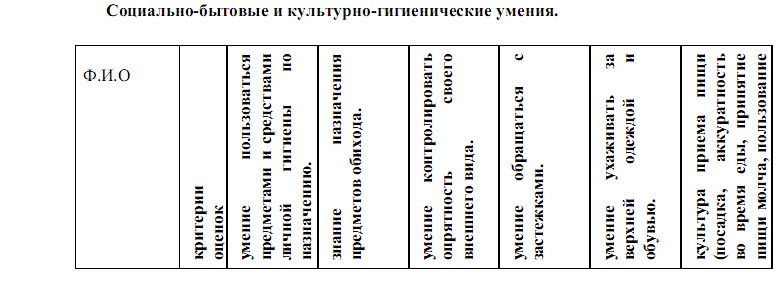 Социально-бытовые и культурно-гигиенические умения.
Ф.И.О
критерии
оценок
умение пользоваться
предметами и средствами
личной гигиены по
назначению.
знание назначения
предметов обихода.
умение контролировать
опрятность своего
внешнего вида.
умение обращаться с
застежками.
умение ухаживать за
верхней одеждой и
обувью.
культура приема пищи
(посадка, аккуратность
во время еды, принятие
пищи молча, пользование